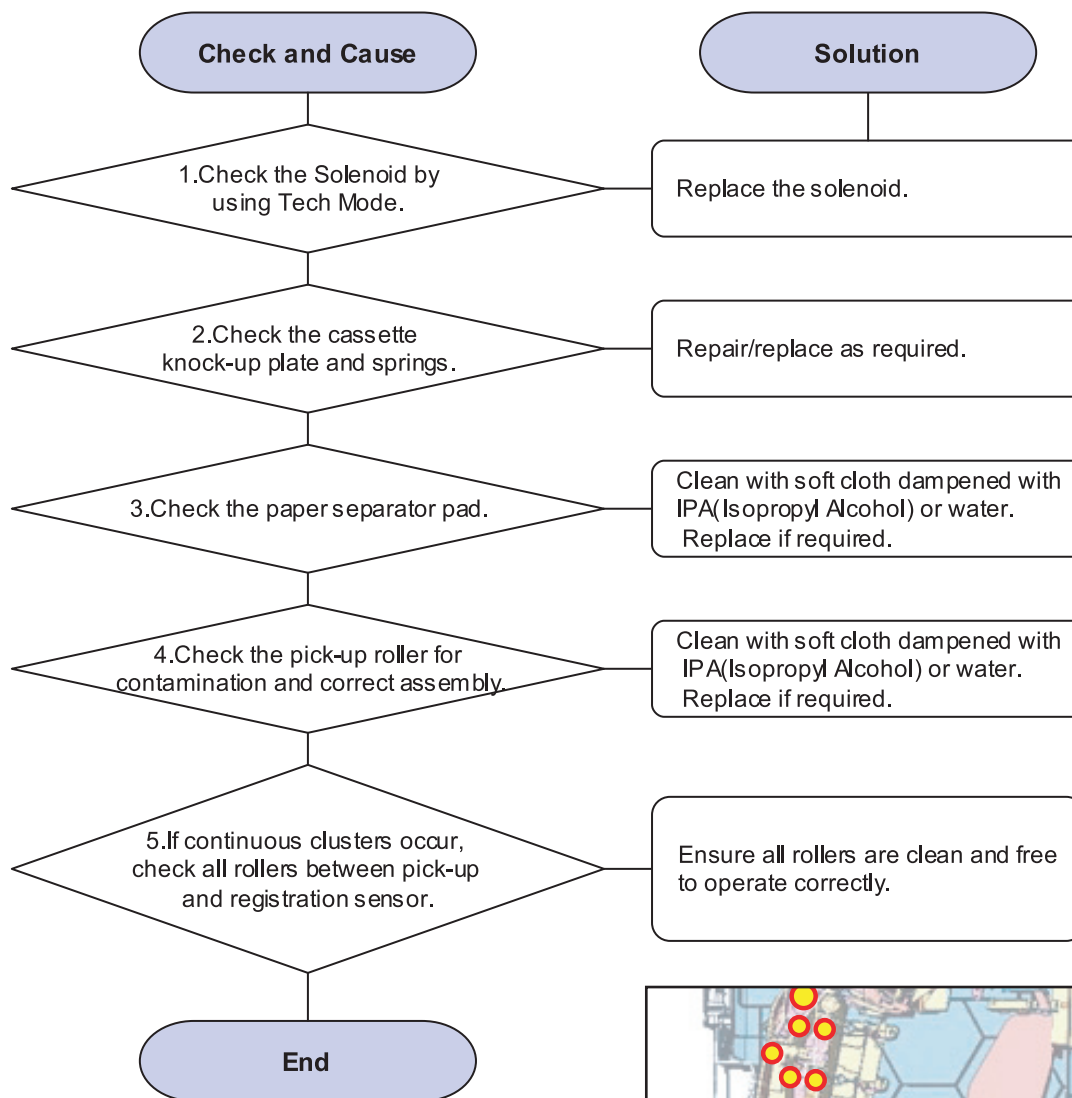 Check and Cause
Solution
1.Check the Solenoid by
using Tech Mode.
Replace the solenoid.
2.Check the cassette
knock-up plate and springs.
Repair/replace as required.
3.Check the paper separator pad.
Clean with soft cloth dampened with
IPA(Isopropyl Alcohol) or water.
Replace if required.
4.Check the pick-up roller for
contamination and correct assembly.
Clean with soft cloth dampened with
IPA(Isopropyl Alcohol) or water.
Replace if required.
5.If continuous clusters occur,
check all rollers between pick-up
and registration sensor.
Ensure all rollers are clean and free
to operate correctly.
End